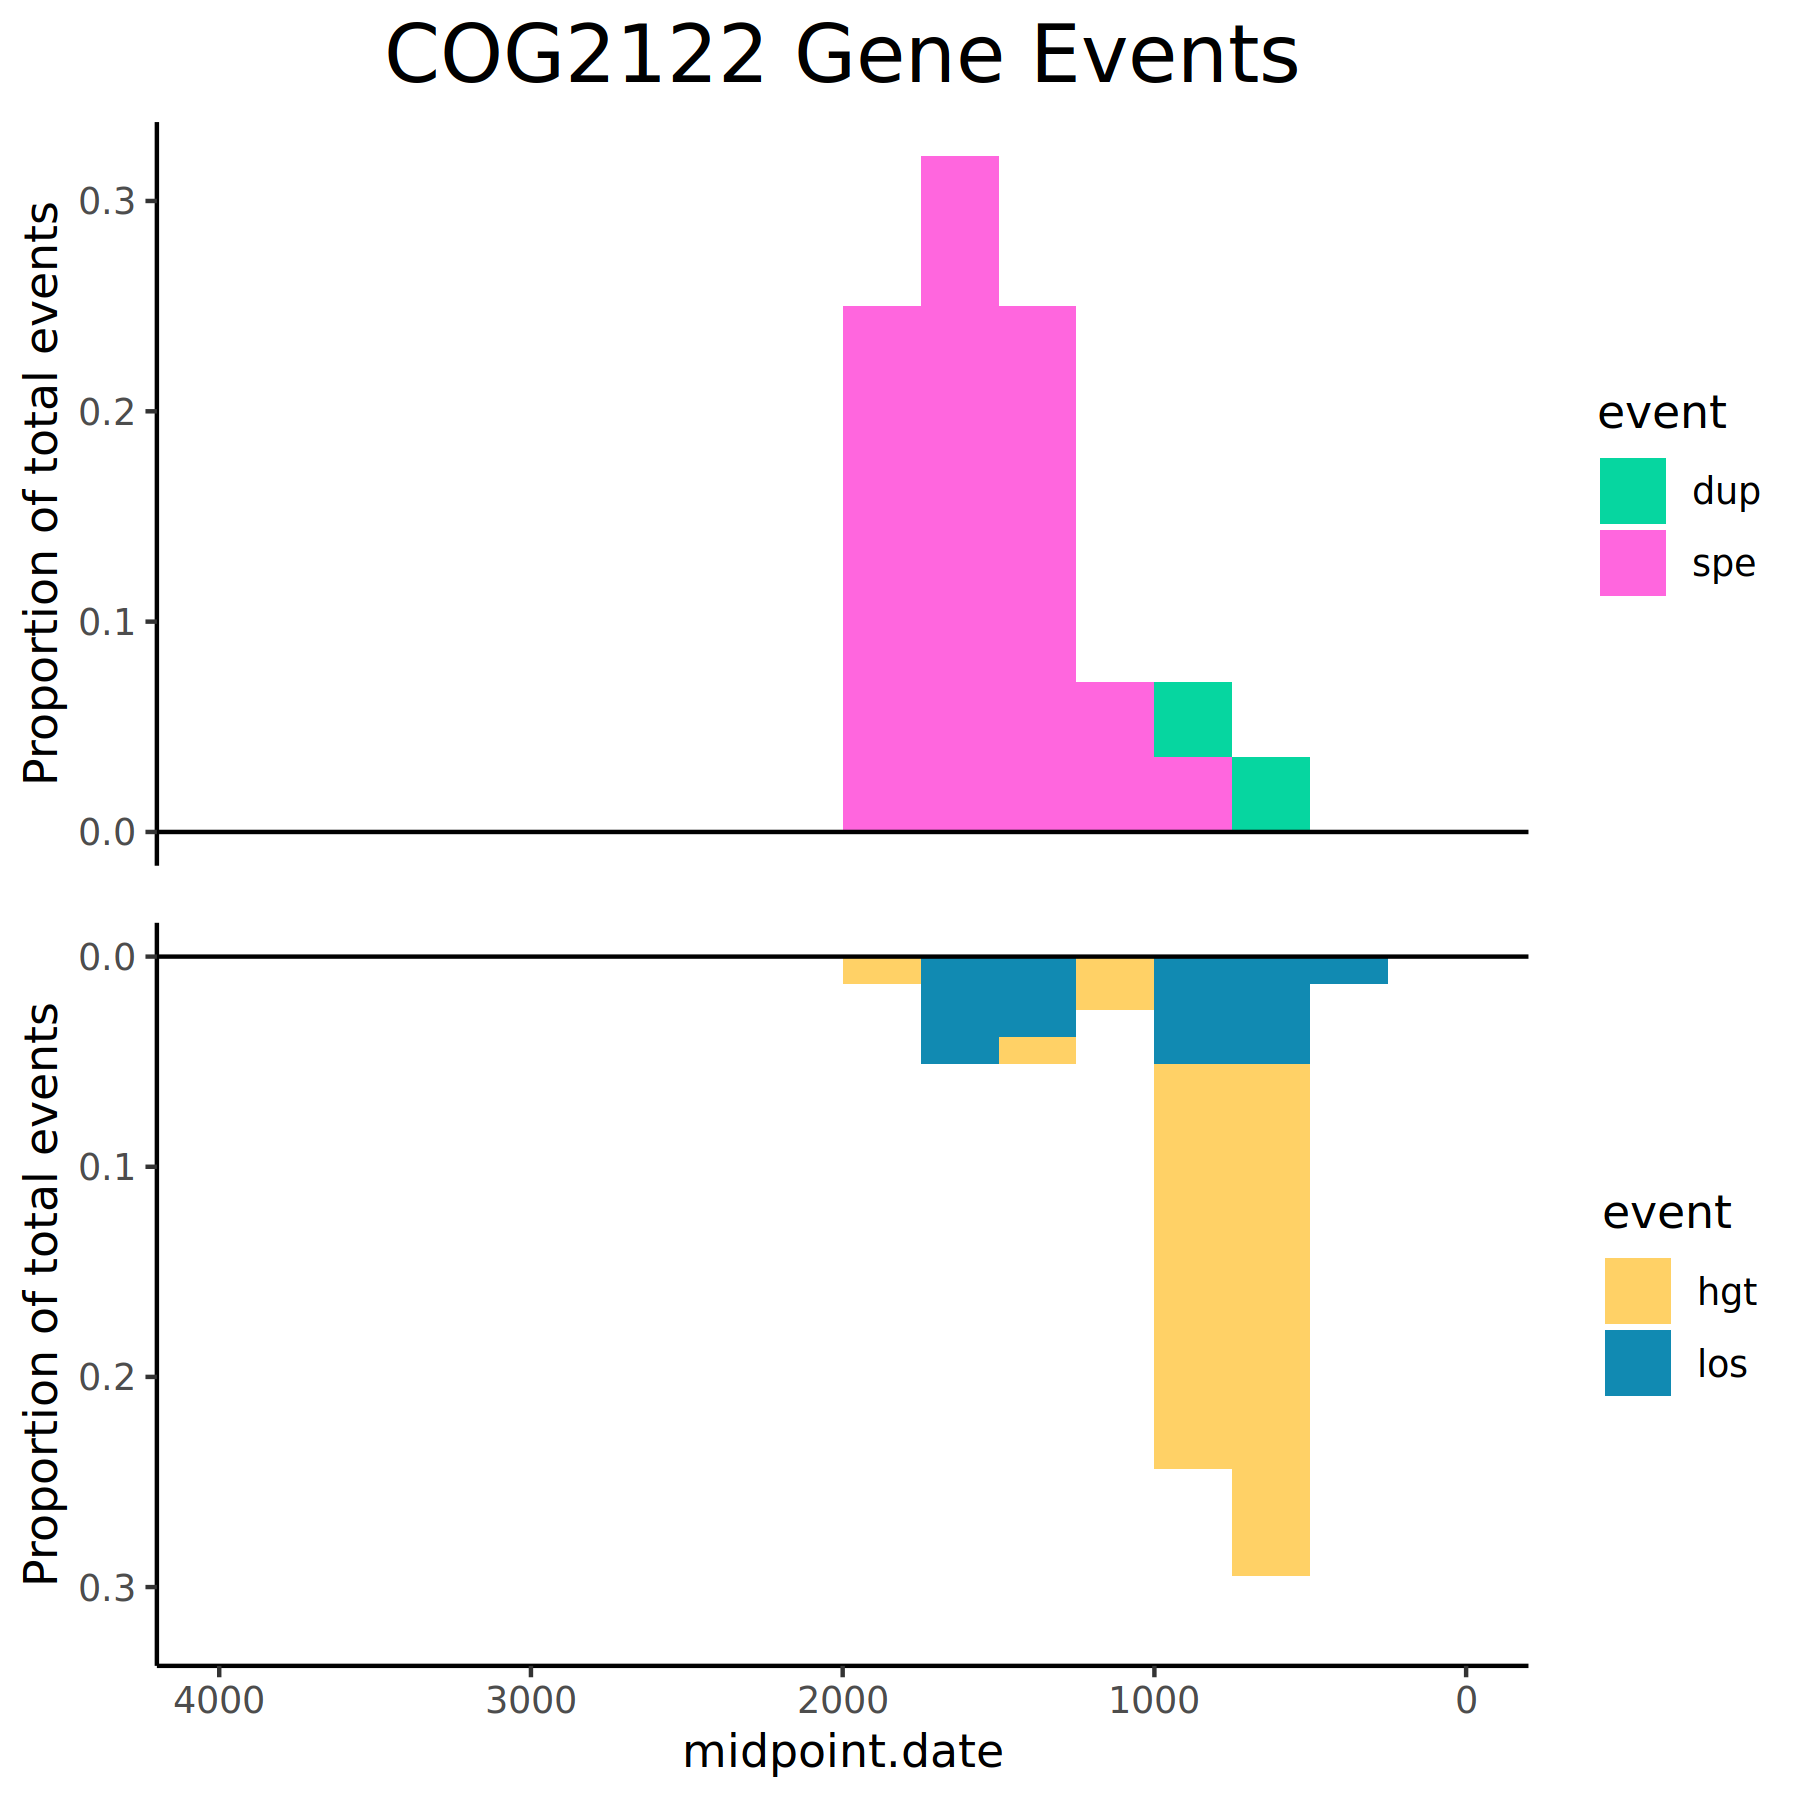 COG2122 Gene Events
Proportion of total events
0.3
0.2
0.1
0.0
event
dup
spe
Proportion of total events
0.0
0.1
0.2
0.3
event
hgt
los
4000 3000 2000 1000 0
midpoint.date